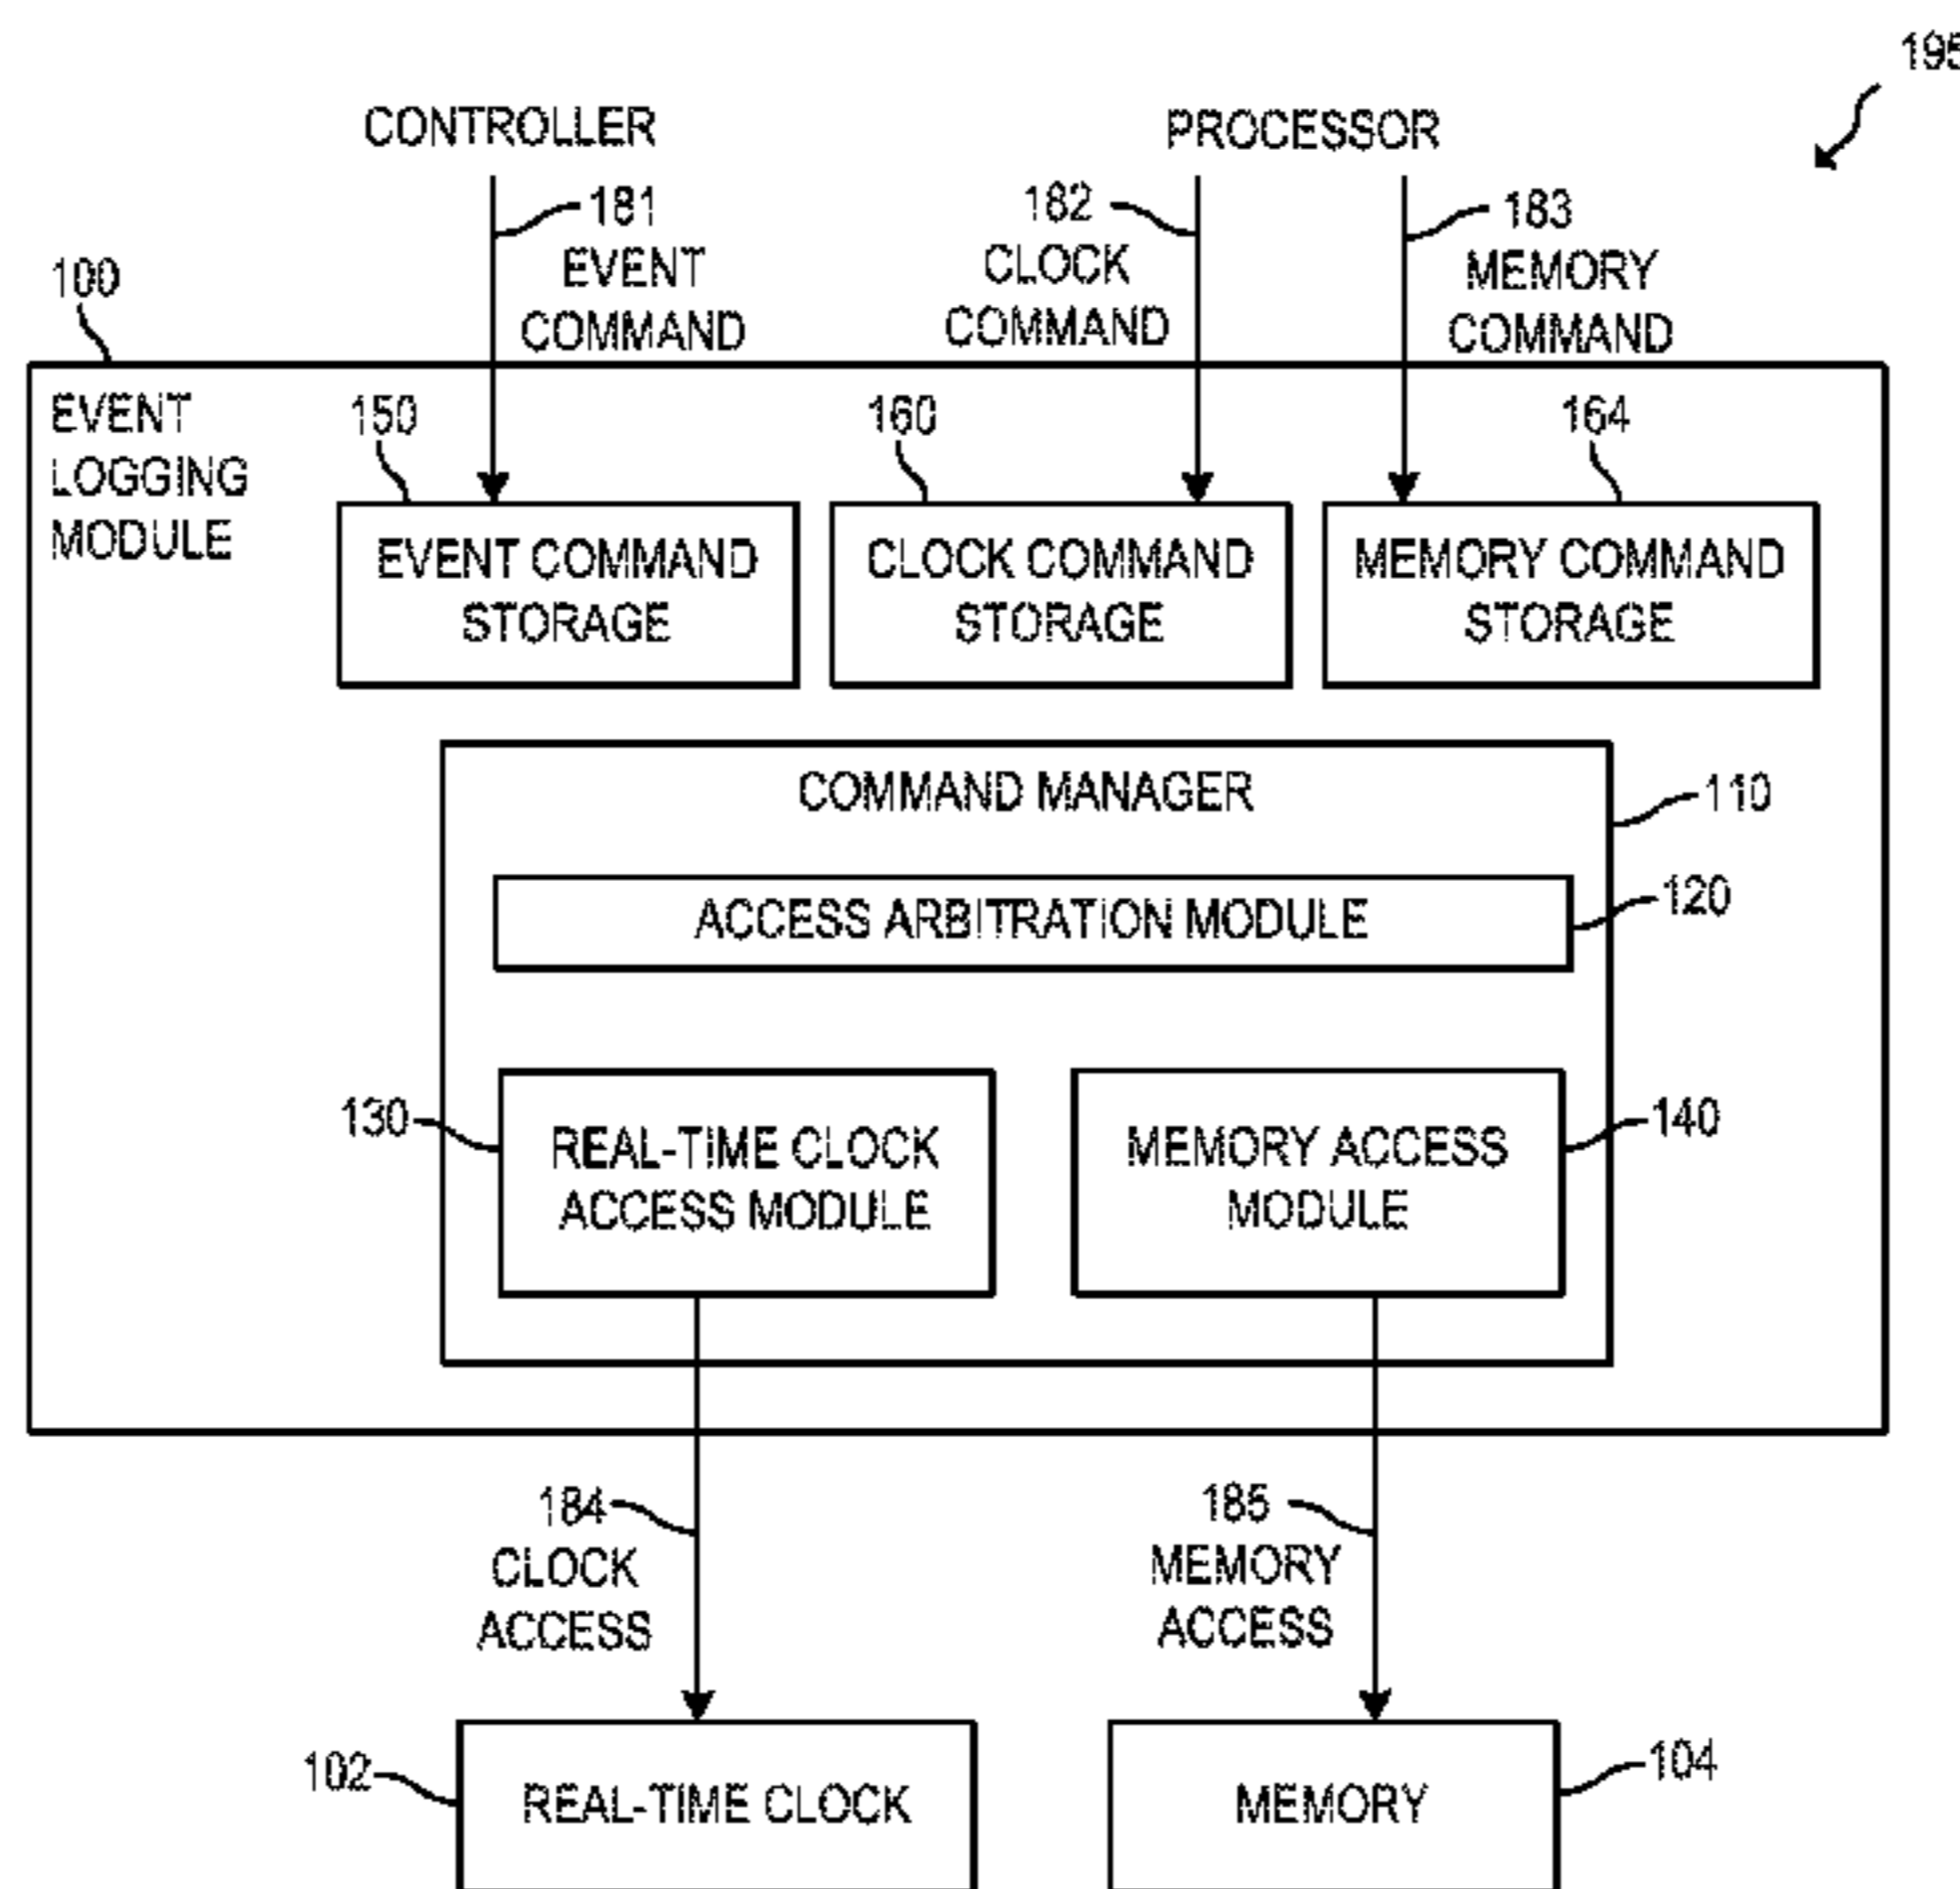 195
CONTROLLER
PROCESSOR
181
EVENT
COMMAND
182
CLOCK
COMMAND
183
MEMORY
COMMAND
100
EVENT
LOGGING
MODULE
150
160
164
EVENT COMMAND
STORAGE
CLOCK COMMAND
STORAGE
MEMORY COMMAND
STORAGE
COMMAND MANAGER
110
ACCESS ARBITRATION MODULE
120
130
REAL-TIME CLOCK
ACCESS MODULE
MEMORY ACCESS
MODULE
140
184
CLOCK
ACCESS
185
MEMORY
ACCESS
102
REAL-TIME CLOCK
MEMORY
104